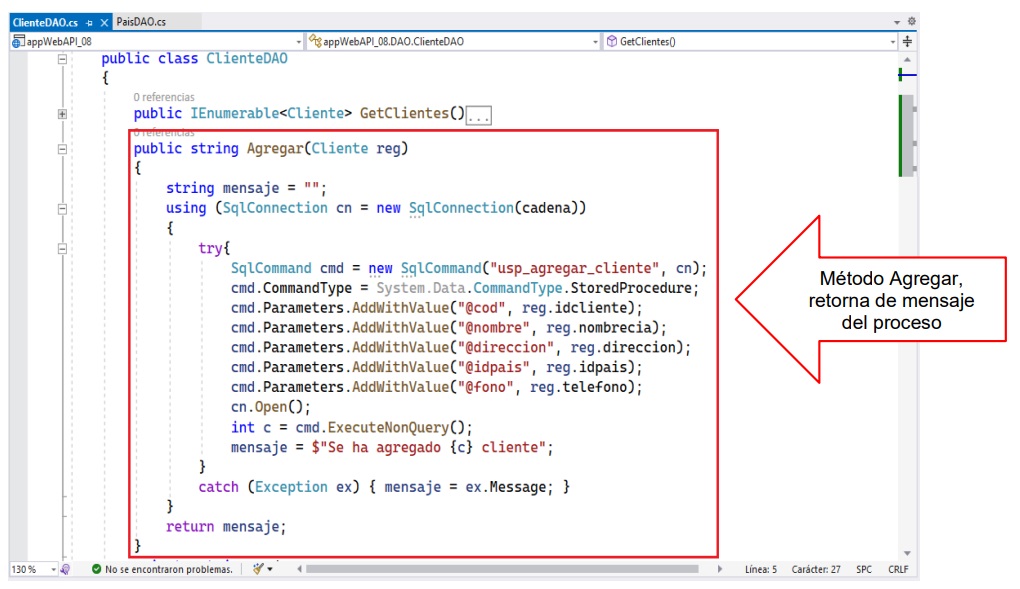 ClienteDAO.cs PaisDAO.cs
appWebAPI_08 appWebAPI_08.DAO.ClienteDAO GetClientes()
public class ClienteDAO
{
0 referencias
public IEnumerable<Cliente> GetClientes()...
0 referencias
public string Agregar(Cliente reg)
{
string mensaje = "";
using (SqlConnection cn = new SqlConnection(cadena))
{
try{
SqlCommand cmd = new SqlCommand("usp_agregar_cliente", cn);
cmd.CommandType = System.Data.CommandType.StoredProcedure;
cmd.Parameters.AddWithValue("@cod", reg.idcliente);
cmd.Parameters.AddWithValue("@nombre", reg.nombrecia);
cmd.Parameters.AddWithValue("@direccion", reg.direccion);
cmd.Parameters.AddWithValue("@idpais", reg.idpais);
cmd.Parameters.AddWithValue("@fono", reg.telefono);
cn.Open();
int c = cmd.ExecuteNonQuery();
mensaje = $"Se ha agregado {c} cliente";
}
catch (Exception ex) { mensaje = ex.Message; }
}
return mensaje;
}
Método Agregar,
retorna de mensaje
del proceso
130 % No se encontraron problemas. Línea: 5 Carácter: 27 SPC CRLF